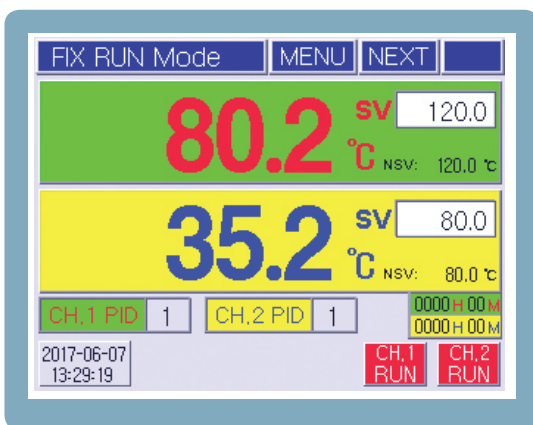 FIX RUN Mode MENU NEXT
80.2 SV 120.0
°C NSV: 120.0 °C
35.2 SV 80.0
°C NSV: 80.0 °C
CH.1 PID 1 CH.2 PID 1 0000 H 00 M
0000 H 00 M
2017-06-07 CH.1 CH.2
13:29:19 RUN RUN